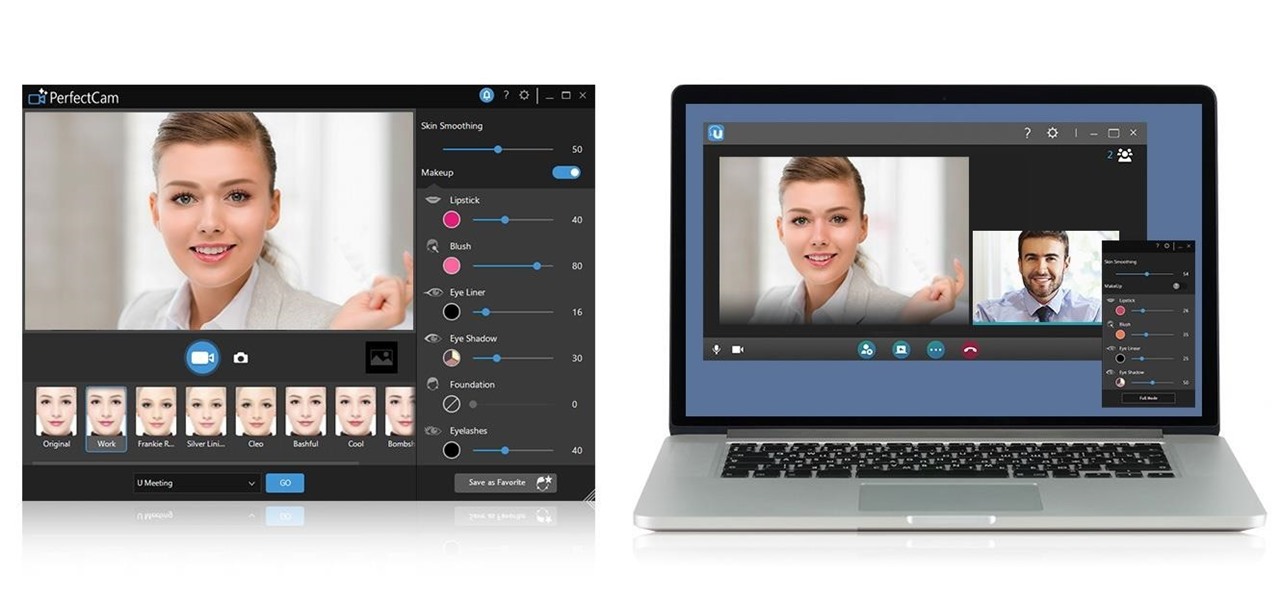 PerfectCam
?
Skin Smoothing
50
Makeup
Lipstick
40
Blush
80
Eye Liner
16
Eye Shadow
30
Foundation
0
Eyelashes
40
Original
Work
Frankie R...
Silver Lini...
Cleo
Bashful
Cool
Bombsh
U Meeting
GO
Save as Favorite
u
?
2
?
Skin Smoothing
54
MakeUp
Lipstick
26
Blush
35
Eye Liner
25
Eye Shadow
50
Full Mode